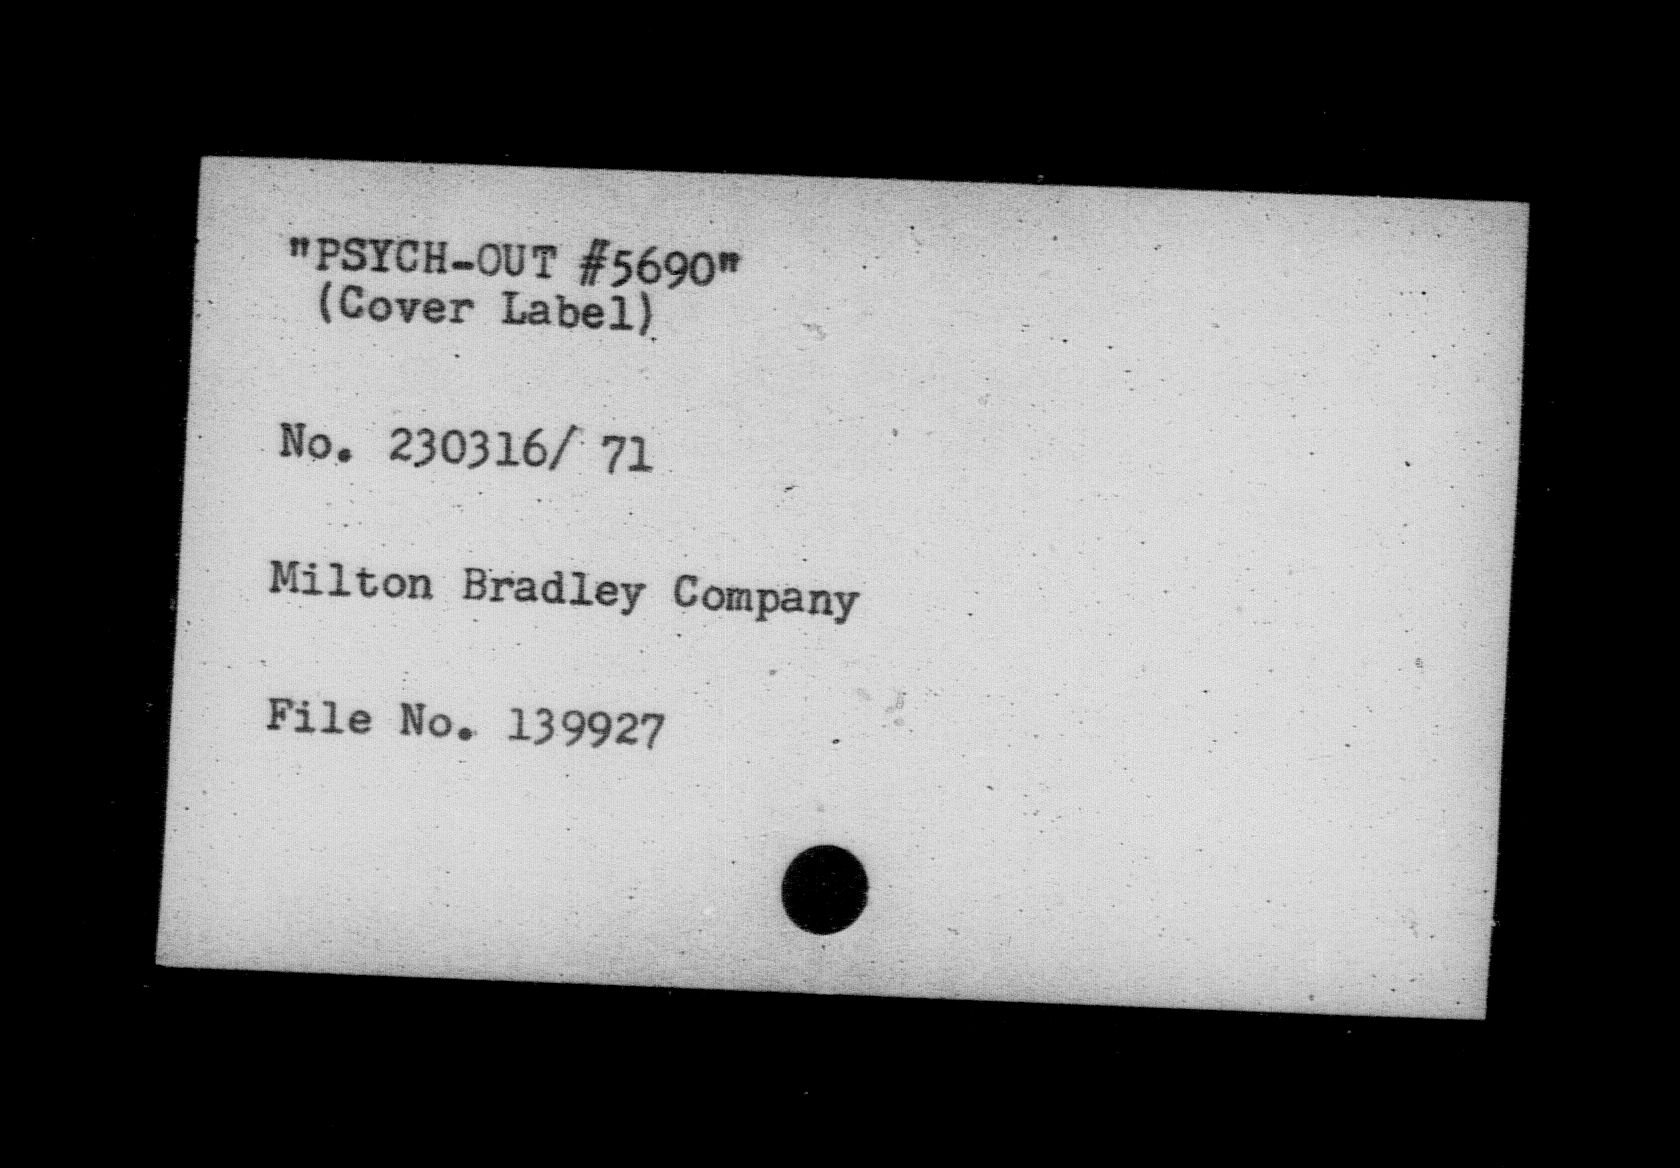 "PSYCH-OUT #5690"
(Cover Label)
No. 230316/ 71
Milton Bradley Company
File No. 139927